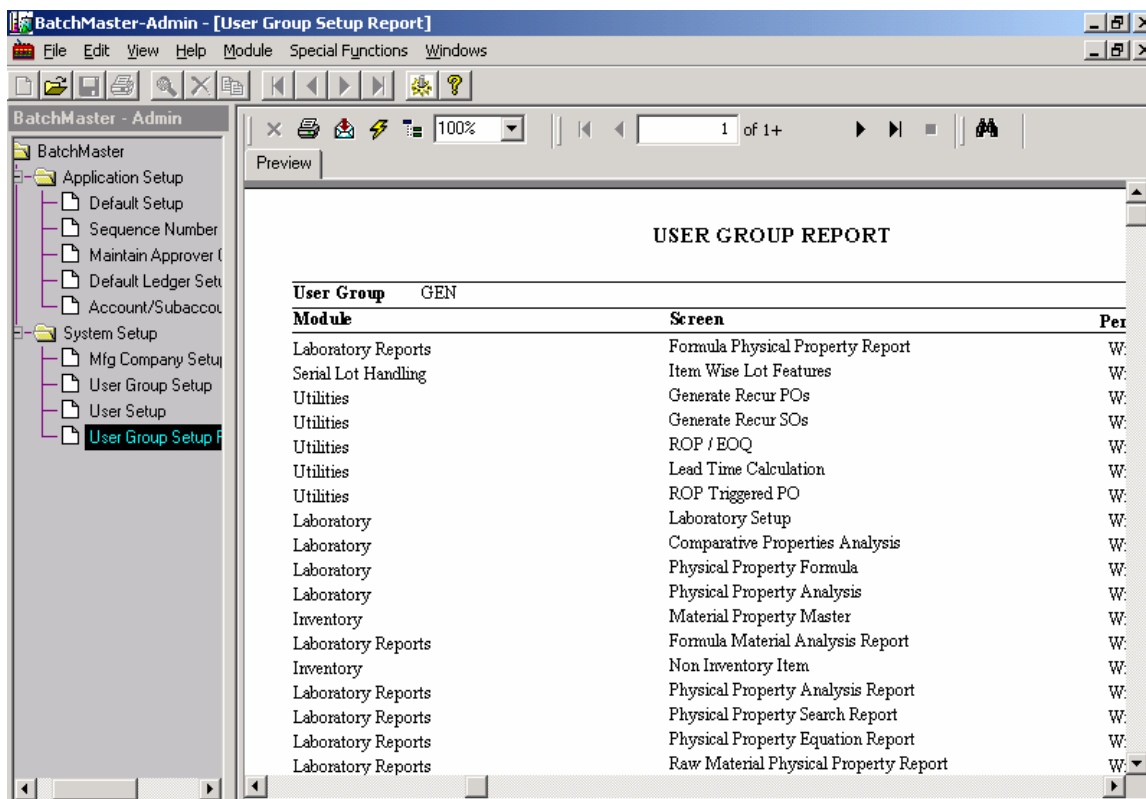 BatchMaster-Admin - [User Group Setup Report]
File Edit View Help Module Special Functions Windows
BatchMaster - Admin
BatchMaster
Application Setup
Default Setup
Sequence Number
Maintain Approver
Default Ledger Setu
Account/Subaccou
System Setup
Mfg Company Setu
User Group Setup
User Setup
User Group Setup
100%
1 of 1+
Preview
USER GROUP REPORT
User Group GEN
Module Screen Per
Laboratory Reports Formula Physical Property Report W
Serial Lot Handling Item Wise Lot Features W
Utilities Generate Recur POs W
Utilities Generate Recur SOs W
Utilities ROP / EOQ W
Utilities Lead Time Calculation W
Utilities ROP Triggered PO W
Laboratory Laboratory Setup W
Laboratory Comparative Properties Analysis W
Laboratory Physical Property Formula W
Laboratory Physical Property Analysis W
Inventory Material Property Master W
Laboratory Reports Formula Material Analysis Report W
Inventory Non Inventory Item W
Laboratory Reports Physical Property Analysis Report W
Laboratory Reports Physical Property Search Report W
Laboratory Reports Physical Property Equation Report W
Laboratory Reports Raw Material Physical Property Report W